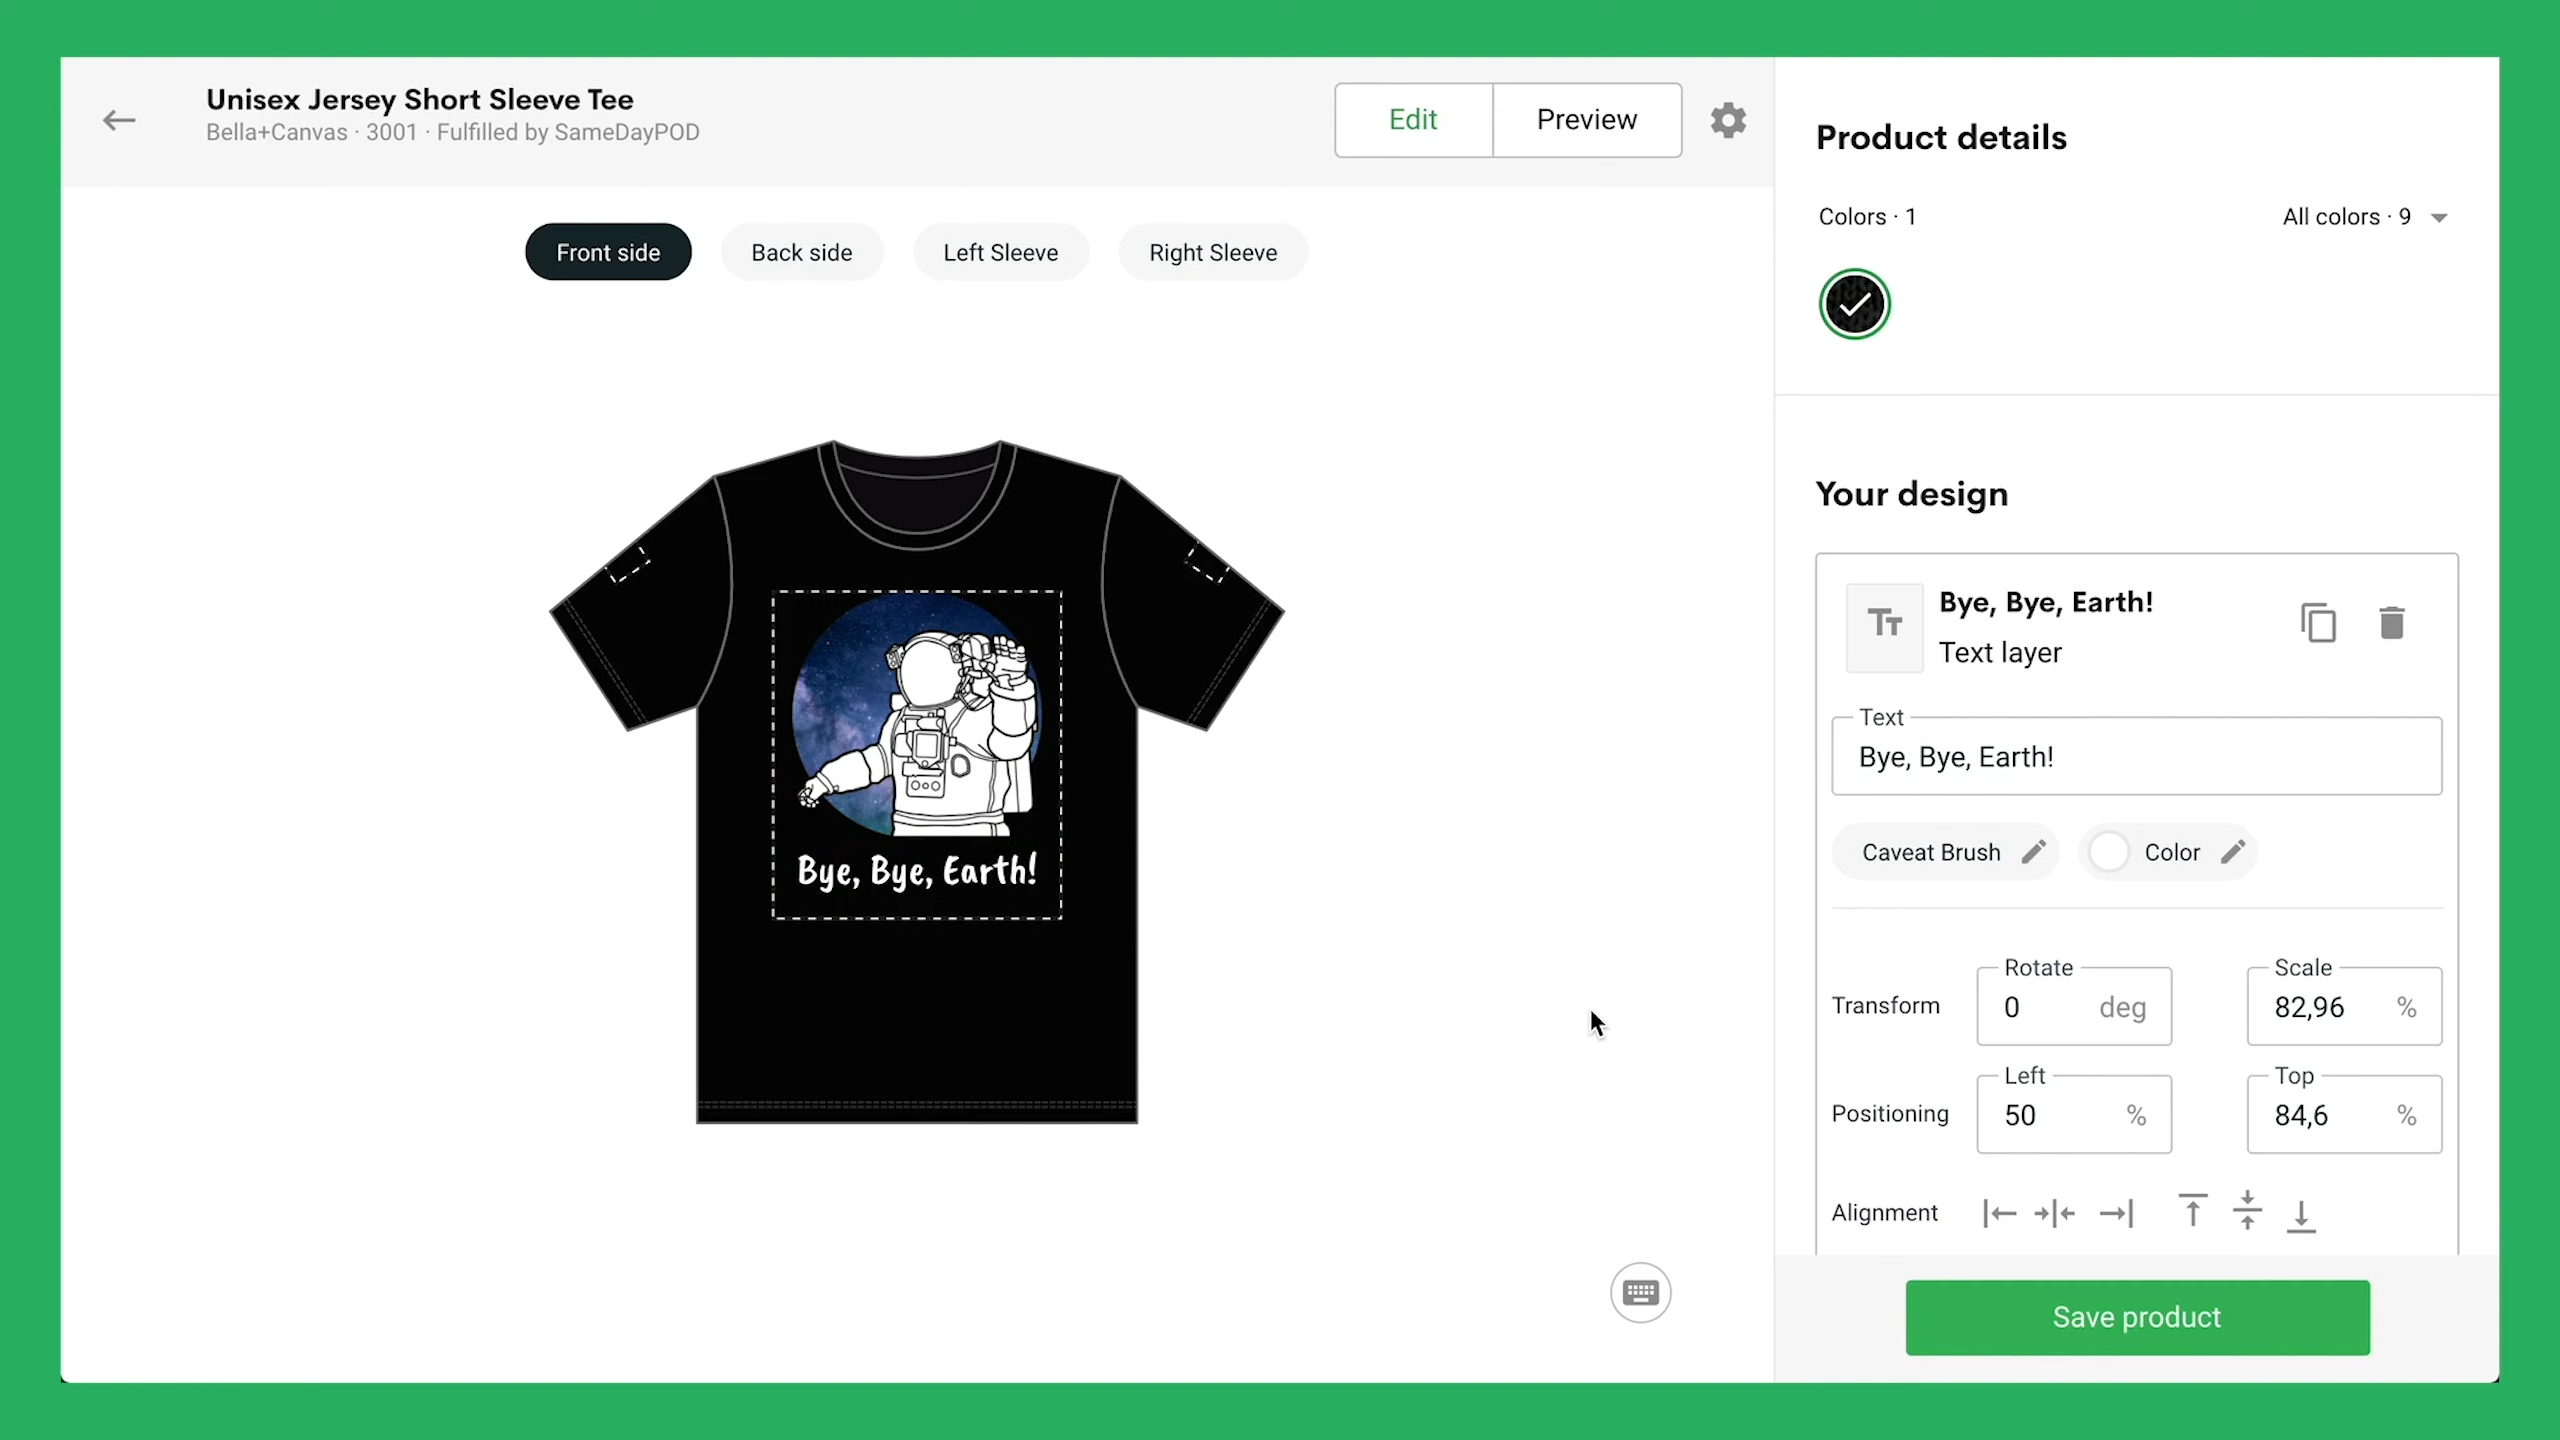 Unisex Jersey Short Sleeve Tee
Bella+Canvas · 3001 · Fulfilled by SameDayPOD
Edit
Preview
Front side
Back side
Left Sleeve
Right Sleeve
Bye, Bye, Earth!
Product details
Colors · 1
All colors · 9
Your design
Tт
Bye, Bye, Earth!
Text layer
Text
Bye, Bye, Earth!
Caveat Brush
Color
Transform
Rotate
0 deg
Scale
82,96 %
Positioning
Left
50 %
Top
84,6 %
Alignment
Save product